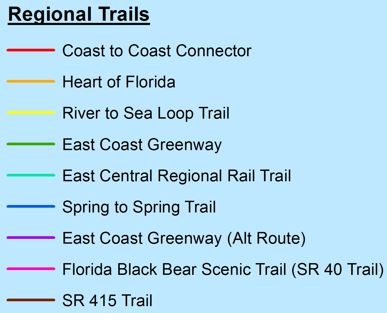 Regional Trails
Coast to Coast Connector
Heart of Florida
River to Sea Loop Trail
East Coast Greenway
East Central Regional Rail Trail
Spring to Spring Trail
East Coast Greenway (Alt Route)
Florida Black Bear Scenic Trail (SR 40 Trail)
SR 415 Trail